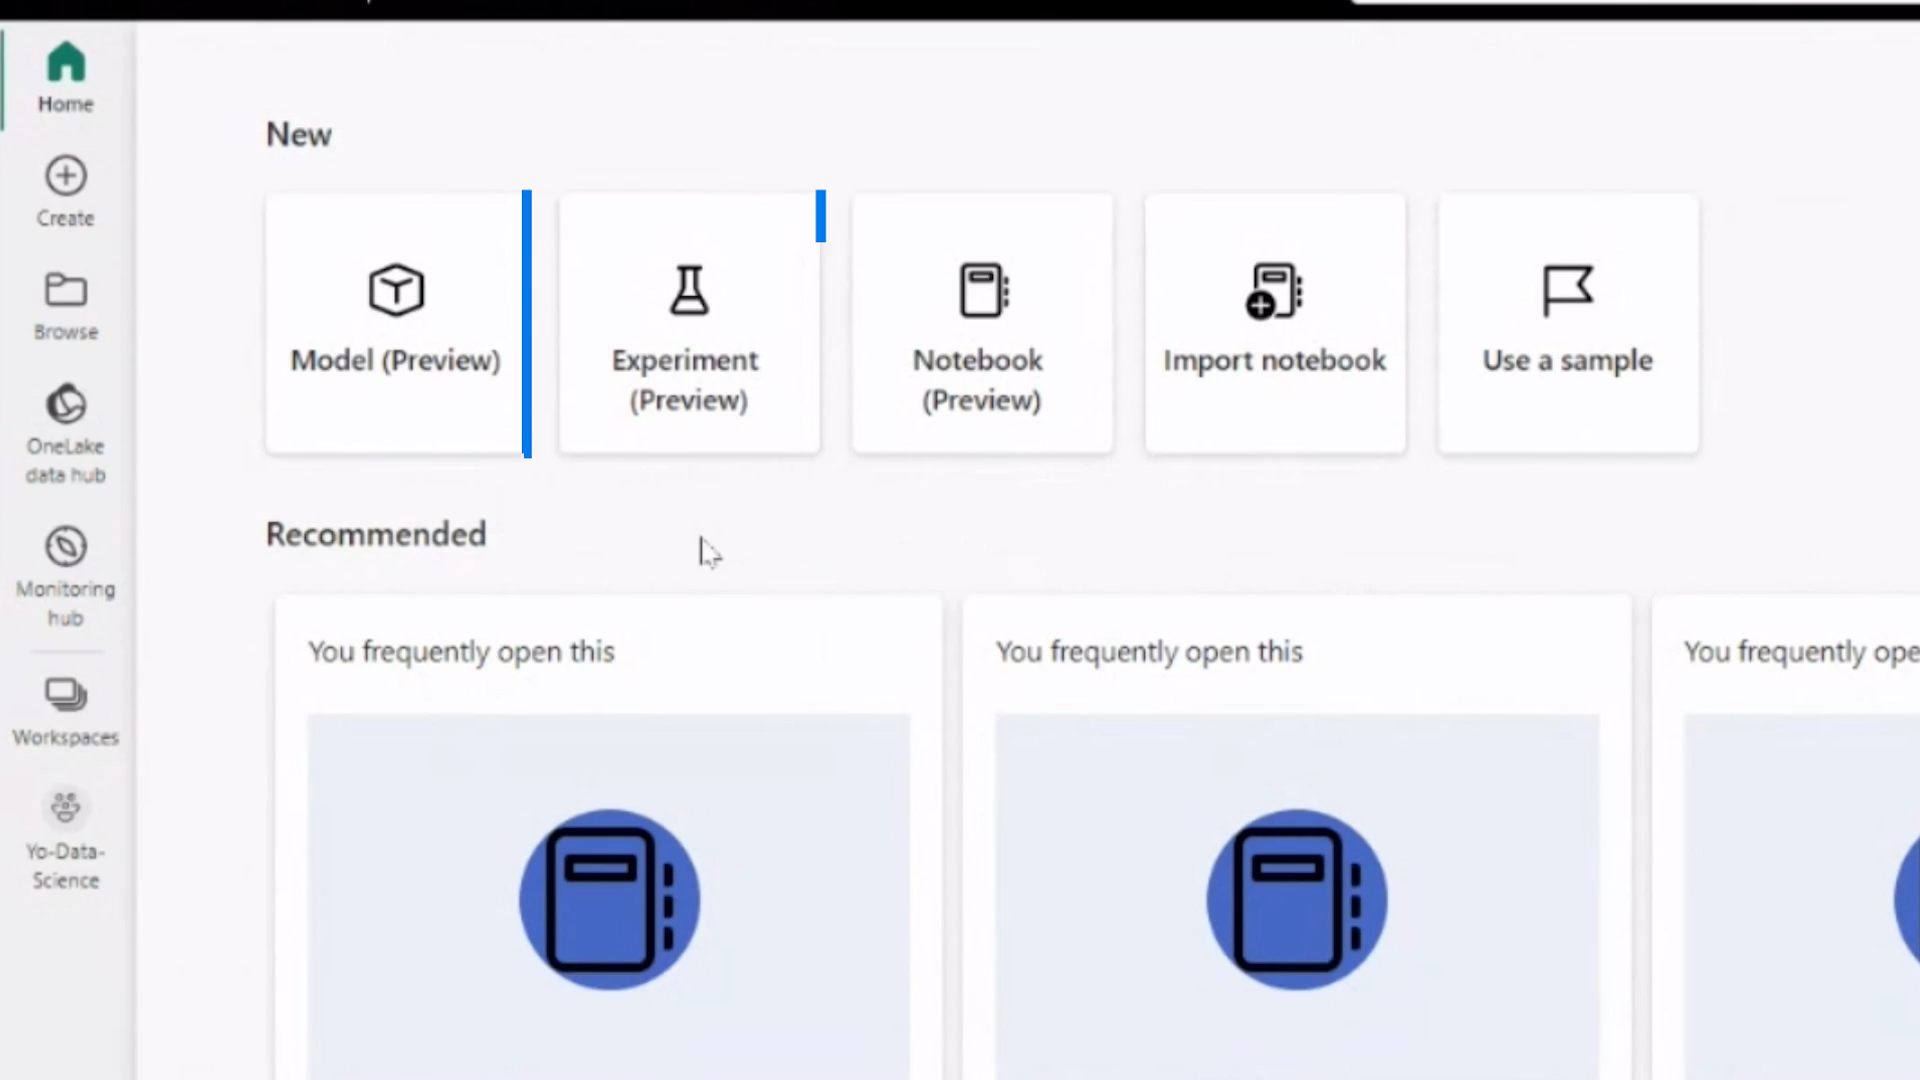 Home
Create
Browse
OneLake
data hub
Monitoring
hub
Workspaces
Yo-Data-
Science
New
Model (Preview)
Experiment
(Preview)
Notebook
(Preview)
Import notebook
Use a sample
Recommended
You frequently open this
You frequently open this
You frequently ope